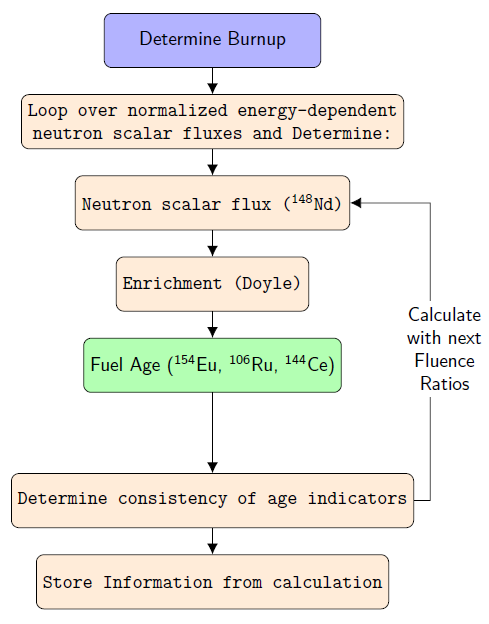 Determine Burnup
Loop over normalized energy-dependent
neutron scalar fluxes and Determine:
Neutron scalar flux (¹⁴⁸Nd)
Enrichment (Doyle)
Fuel Age (¹⁵⁴Eu, ¹⁰⁶Ru, ¹⁴⁴Ce)
Calculate
with next
Fluence
Ratios
Determine consistency of age indicators
Store Information from calculation